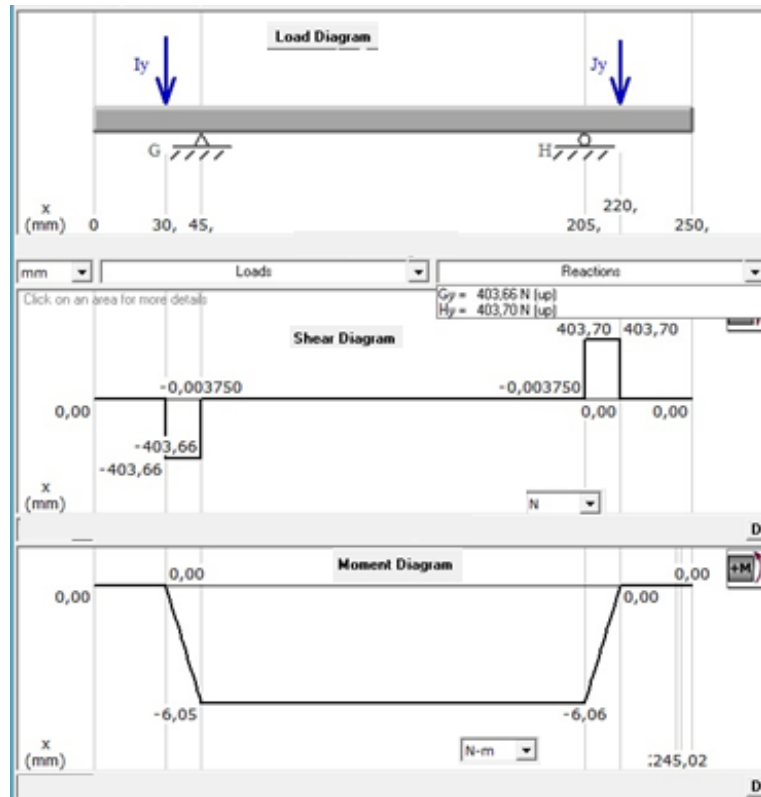 Load Diagram
Iy
Jy
G
H
220,
x
(mm) 0 30, 45, 205, 250,
mm Loads Reactions
Click on an area for more details
Gy = 403,66 N (up)
Hy = 403,70 N (up)
Shear Diagram
403,70 403,70
-0,003750 -0,003750
0,00 0,00 0,00
-403,66
-403,66
x
(mm)
N
D
Moment Diagram
+M
0,00 0,00
0,00 0,00
-6,05 -6,06
x
(mm)
N-m
:245,02
D